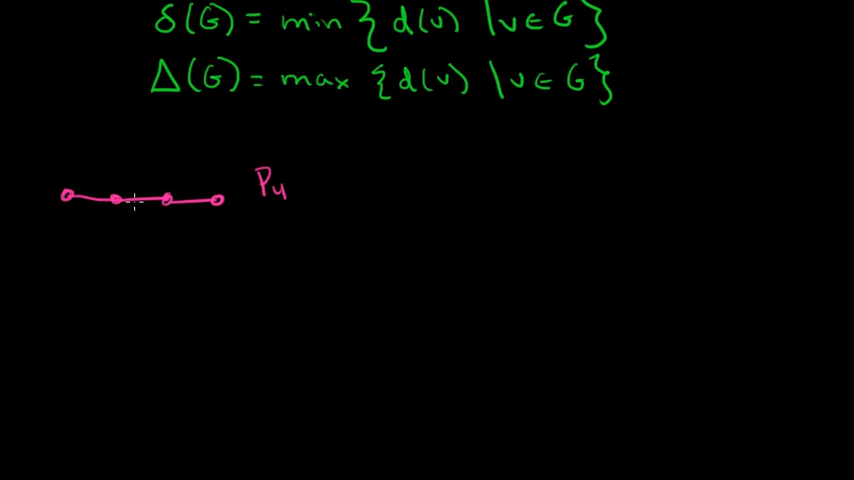 δ(G) = min { d(v) | v ∈ G }
Δ(G) = max { d(v) | v ∈ G }
P₄